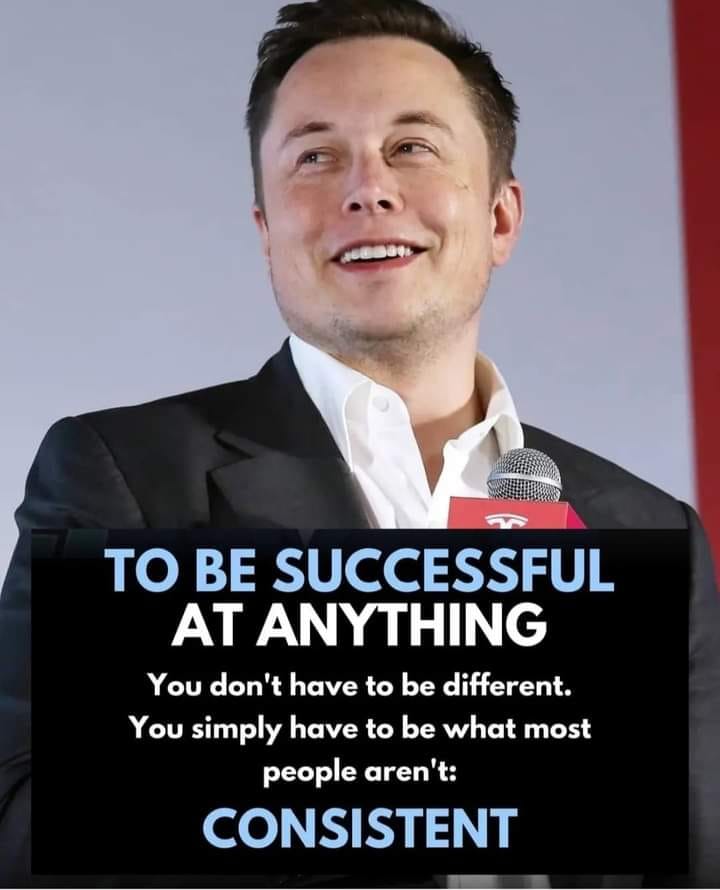 TO BE SUCCESSFUL
AT ANYTHING
You don't have to be different.
You simply have to be what most
people aren't:
CONSISTENT